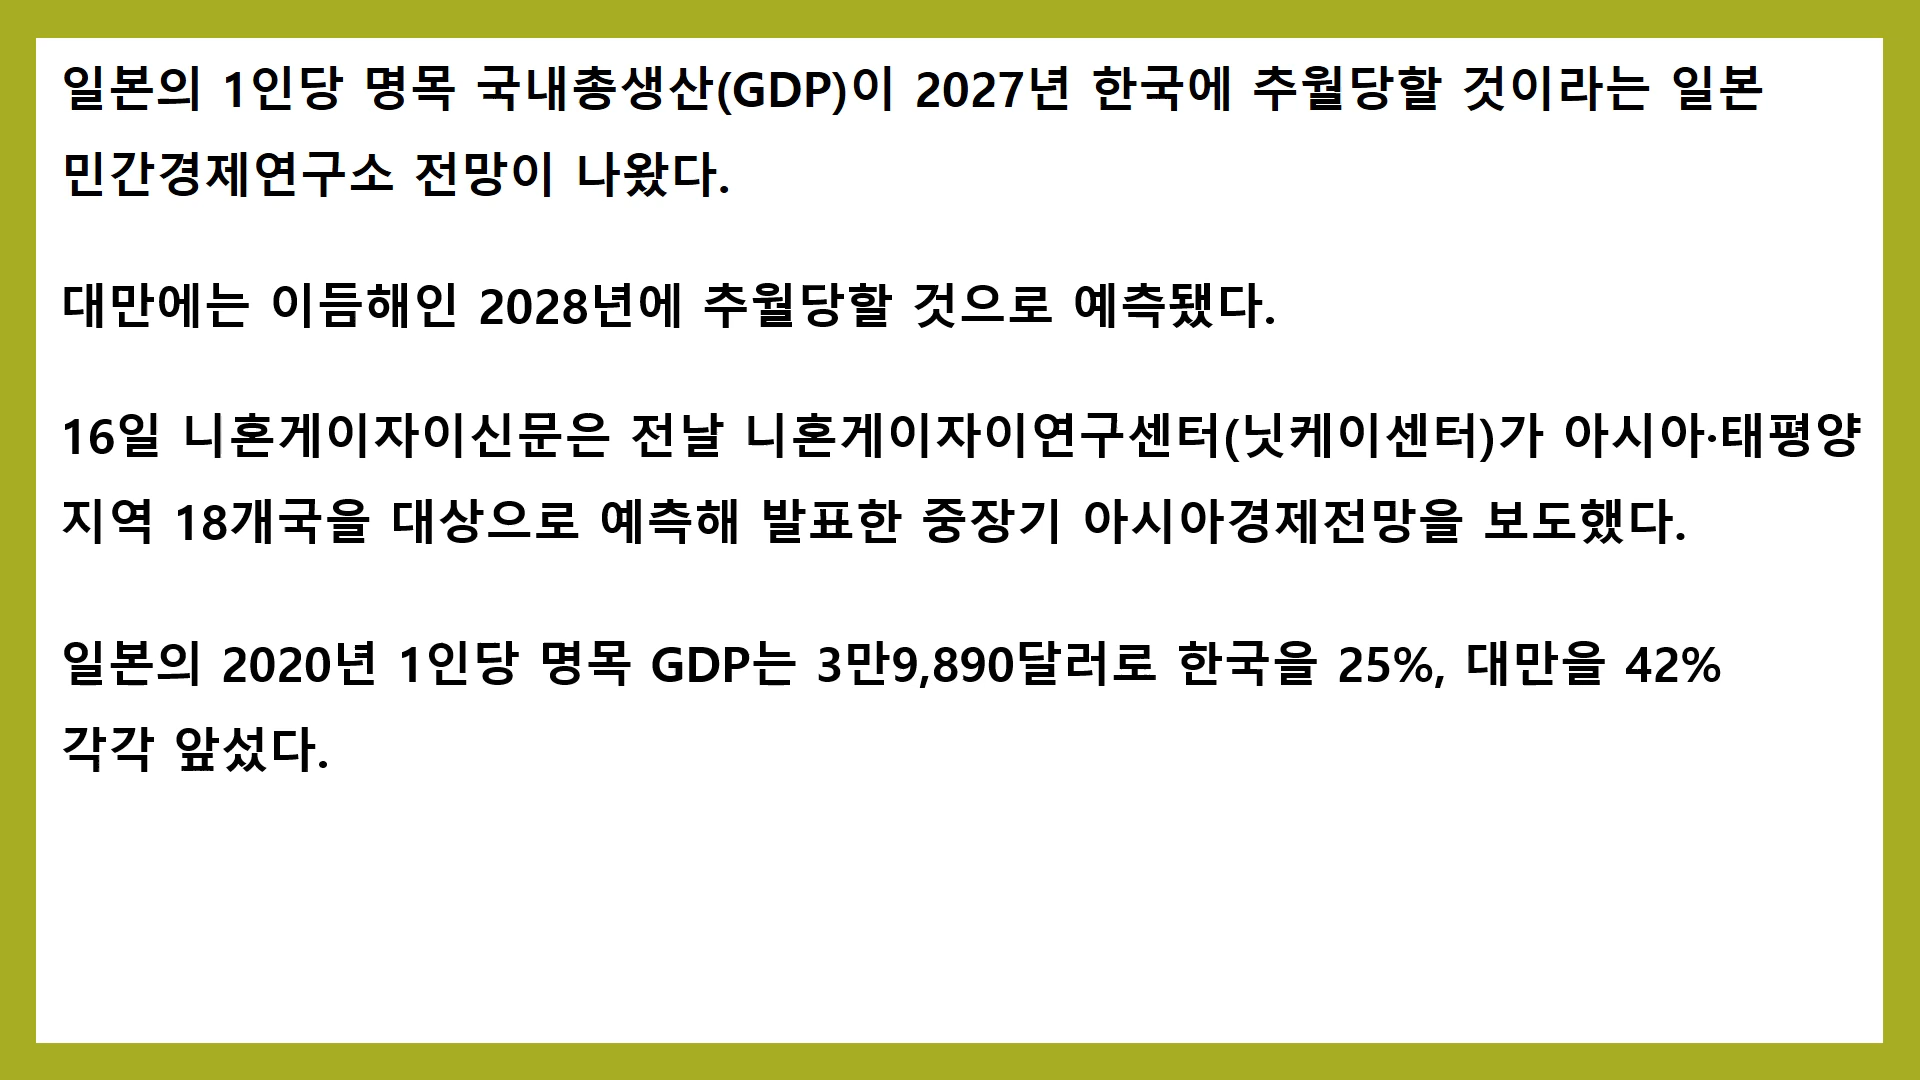 일본의 1인당 명목 국내총생산(GDP)이 2027년 한국에 추월당할 것이라는 일본
민간경제연구소 전망이 나왔다.
대만에는 이듬해인 2028년에 추월당할 것으로 예측됐다.
16일 니혼게이자이신문은 전날 니혼게이자이연구센터(닛케이센터)가 아시아·태평양
지역 18개국을 대상으로 예측해 발표한 중장기 아시아경제전망을 보도했다.
일본의 2020년 1인당 명목 GDP는 3만9,890달러로 한국을 25%, 대만을 42%
각각 앞섰다.